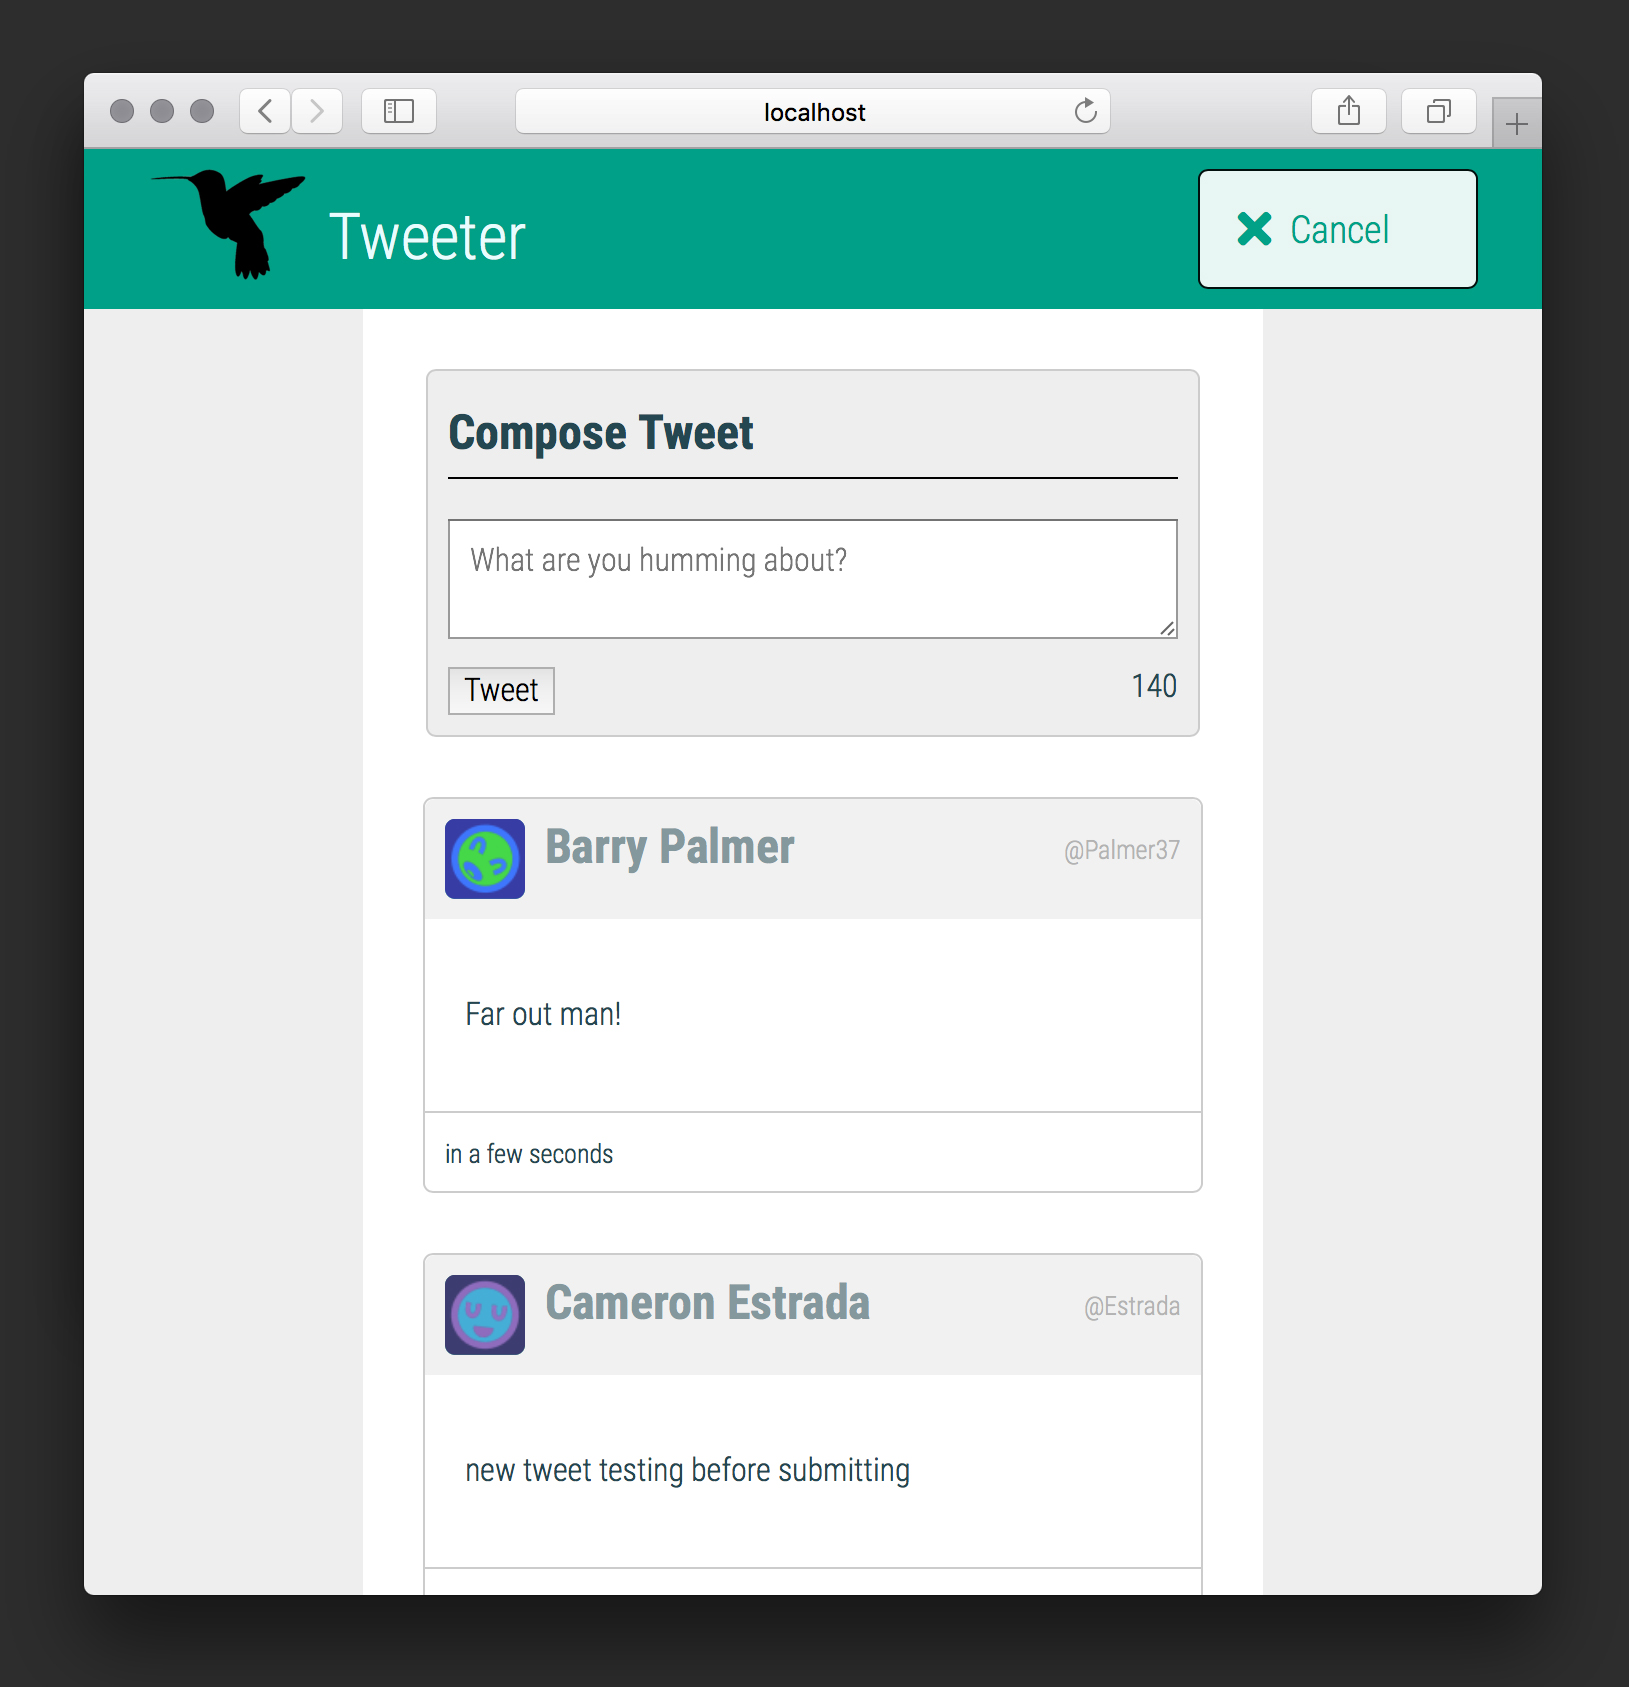 localhost
Tweeter
Cancel
Compose Tweet
What are you humming about?
Tweet
140
Barry Palmer
@Palmer37
Far out man!
in a few seconds
Cameron Estrada
@Estrada
new tweet testing before submitting